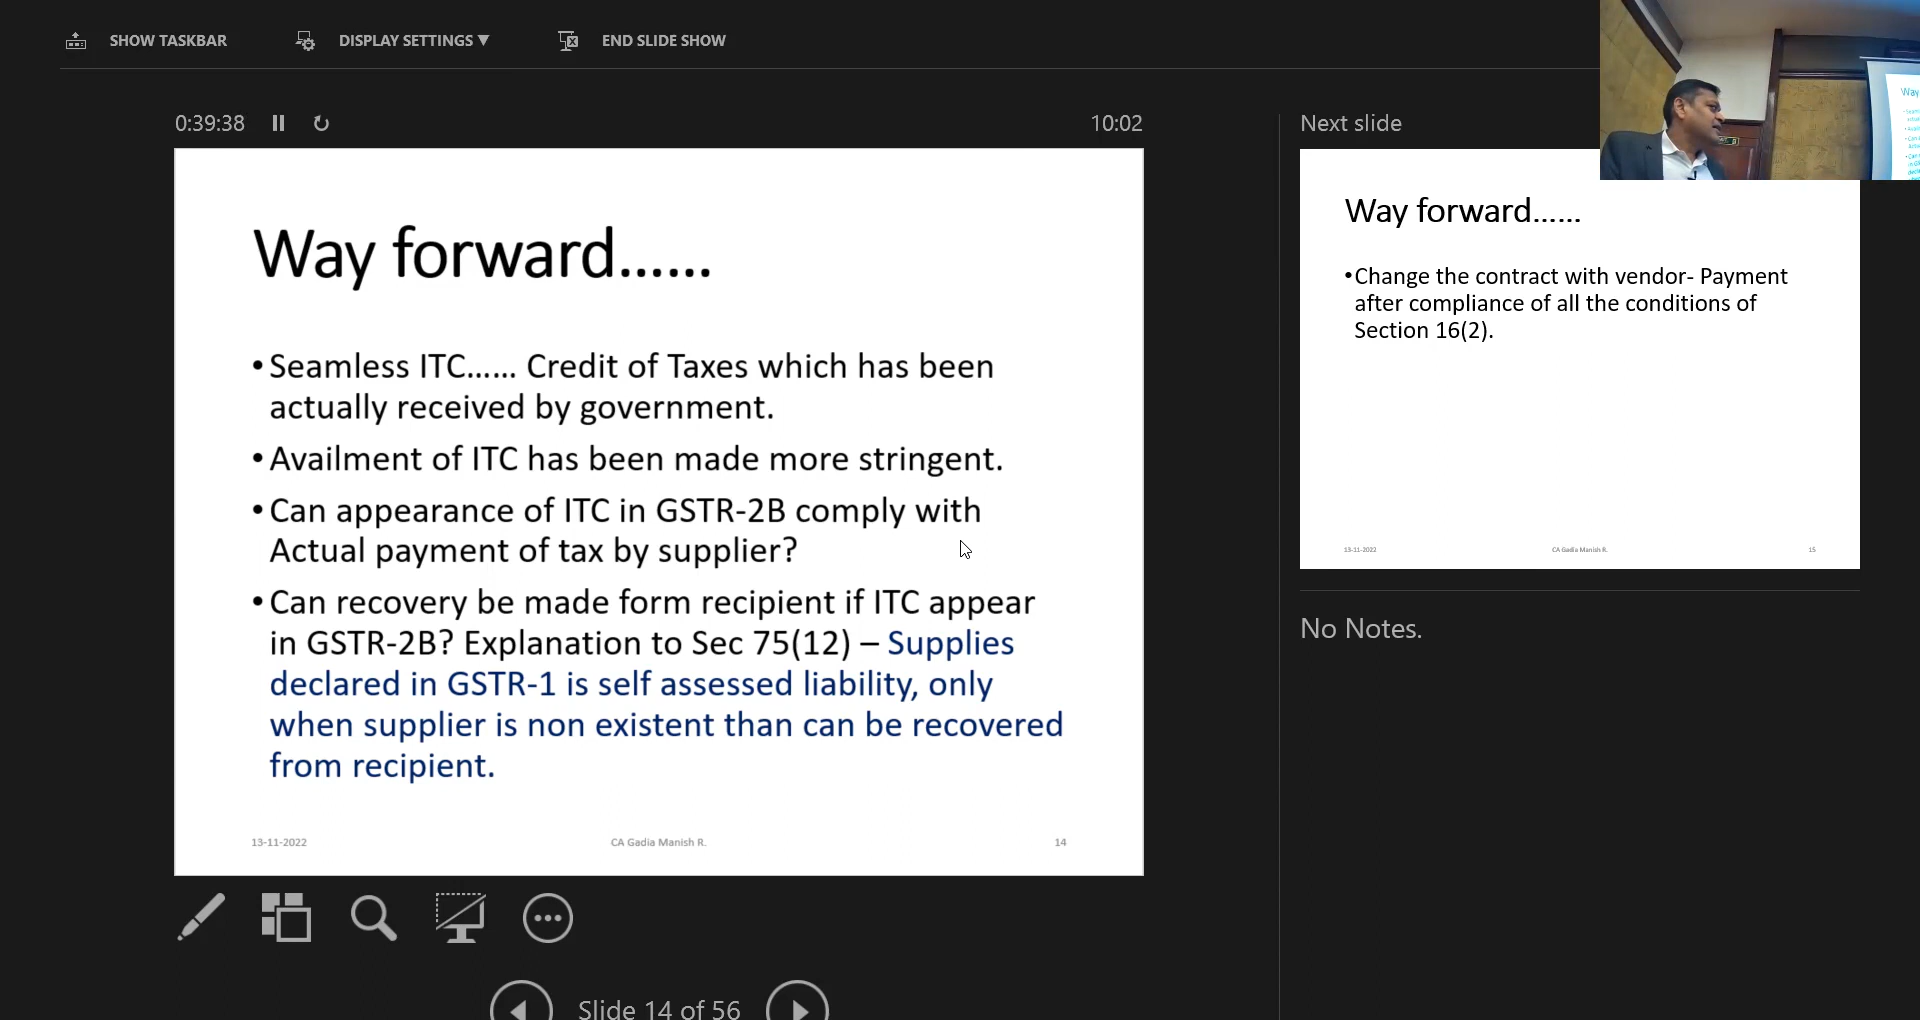 SHOW TASKBAR
DISPLAY SETTINGS ▼
END SLIDE SHOW
0:39:38
10:02
Way forward......
• Seamless ITC...... Credit of Taxes which has been
actually received by government.
• Availment of ITC has been made more stringent.
• Can appearance of ITC in GSTR-2B comply with
Actual payment of tax by supplier?
• Can recovery be made form recipient if ITC appear
in GSTR-2B? Explanation to Sec 75(12) – Supplies
declared in GSTR-1 is self assessed liability, only
when supplier is non existent than can be recovered
from recipient.
13-11-2022
CA Gadia Manish R.
14
Slide 14 of 56
Next slide
Way forward......
• Change the contract with vendor- Payment
after compliance of all the conditions of
Section 16(2).
13-11-2022
CA Gadia Manish R.
15
No Notes.
Way